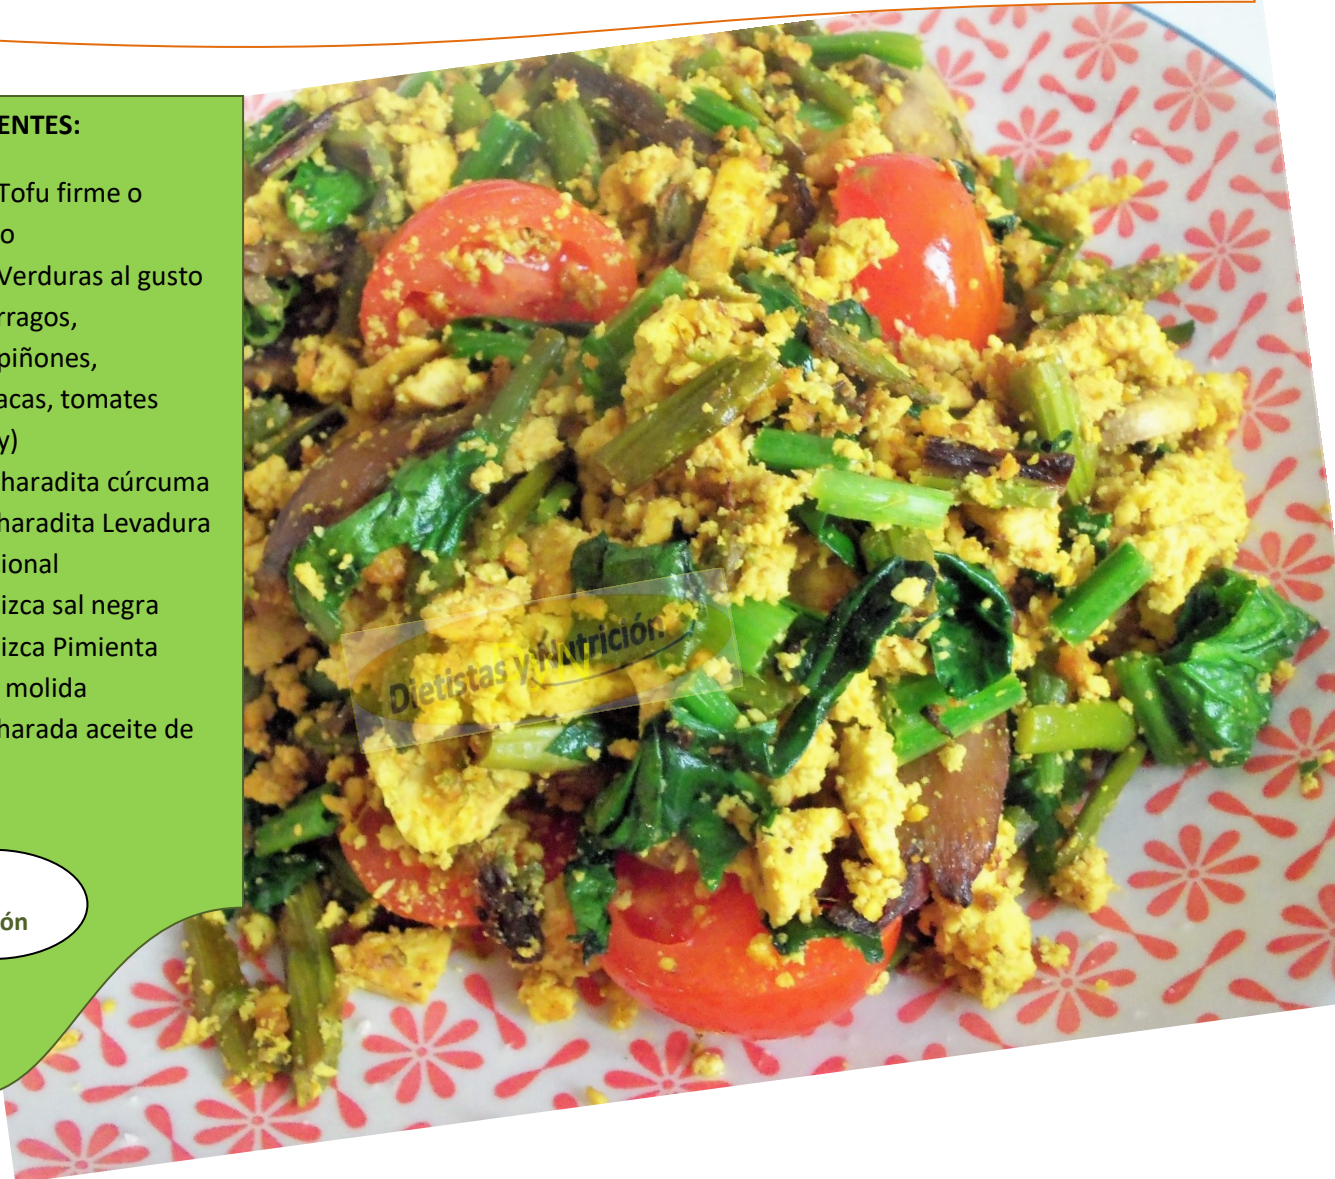 ENTES:
Tofu firme o
o
Verduras al gusto
rragos,
piñones,
acas, tomates
y)
haradita cúrcuma
haradita Levadura
ional
izca sal negra
izca Pimienta
molida
harada aceite de
ón
Dietistas y Nutrición